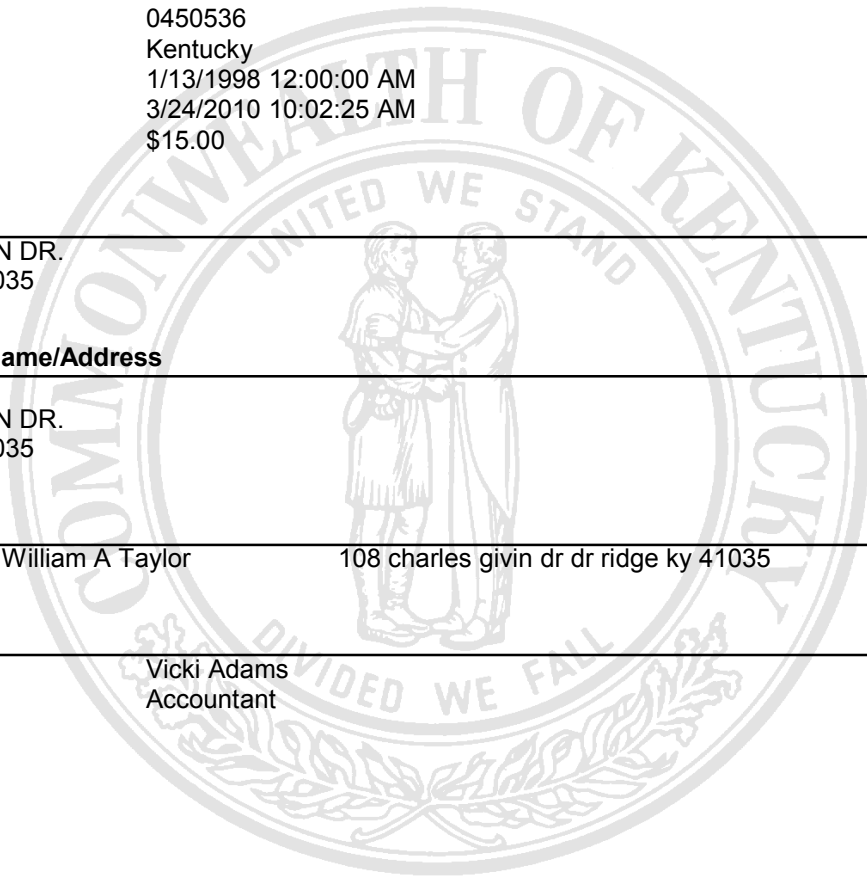 0450536
Kentucky
1/13/1998 12:00:00 AM
3/24/2010 10:02:25 AM
$15.00
COMMONWEALTH OF KENTUCKY
UNITED WE STAND
N DR.
035
ame/Address
N DR.
035
William A Taylor 108 charles givin dr dr ridge ky 41035
Vicki Adams
Accountant
DIVIDED WE FALL